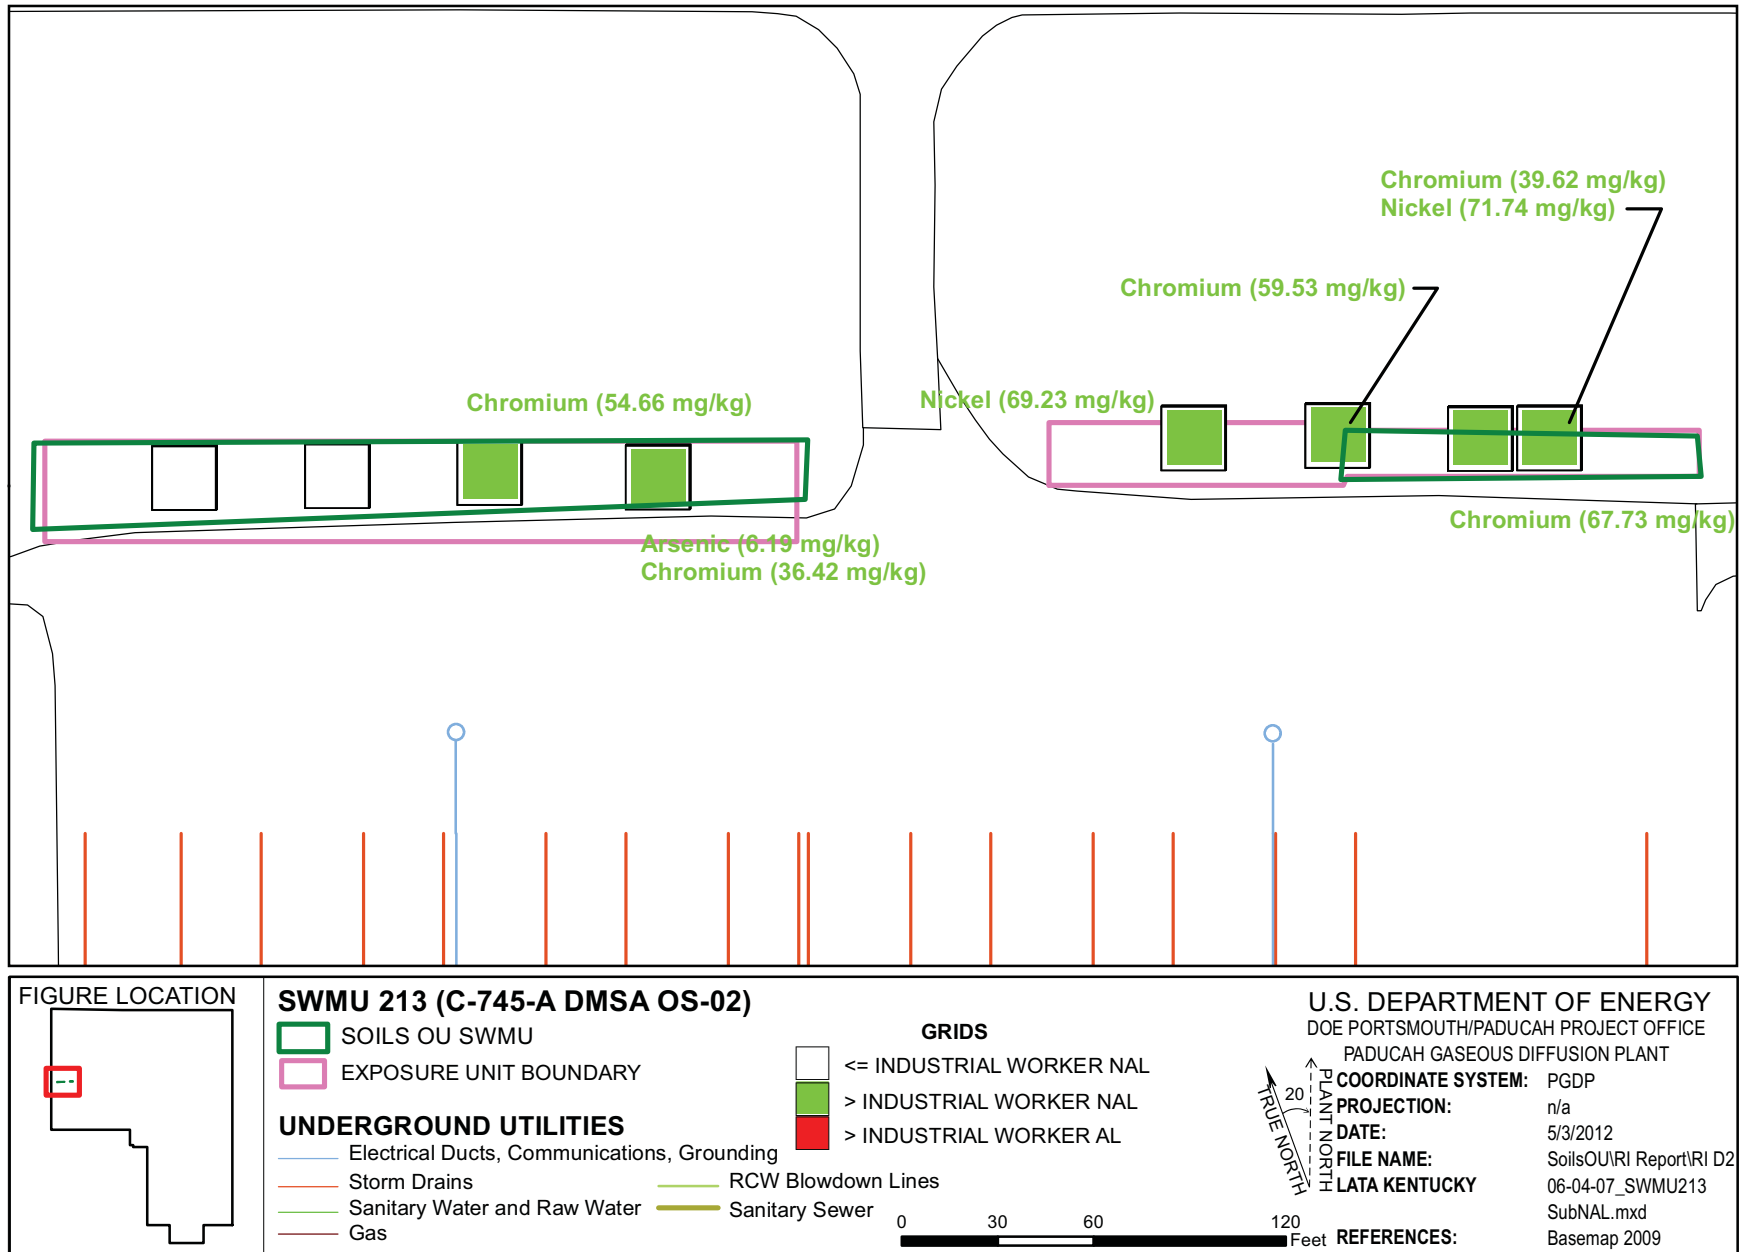 Chromium (39.62 mg/kg)
Nickel (71.74 mg/kg)
Chromium (59.53 mg/kg)
Chromium (54.66 mg/kg)
Nickel (69.23 mg/kg)
Chromium (67.73 mg/kg)
Arsenic (6.19 mg/kg)
Chromium (36.42 mg/kg)
FIGURE LOCATION
SWMU 213 (C-745-A DMSA OS-02)
SOILS OU SWMU
EXPOSURE UNIT BOUNDARY
UNDERGROUND UTILITIES
Electrical Ducts, Communications, Grounding
Storm Drains
Sanitary Water and Raw Water
Gas
RCW Blowdown Lines
Sanitary Sewer
GRIDS
<= INDUSTRIAL WORKER NAL
> INDUSTRIAL WORKER NAL
> INDUSTRIAL WORKER AL
0 30 60 120
Feet
TRUE NORTH
20
PLANT NORTH
U.S. DEPARTMENT OF ENERGY
DOE PORTSMOUTH/PADUCAH PROJECT OFFICE
PADUCAH GASEOUS DIFFUSION PLANT
COORDINATE SYSTEM: PGDP
PROJECTION: n/a
DATE: 5/3/2012
FILE NAME: SoilsOU\RI Report\RI D2
LATA KENTUCKY 06-04-07_SWMU213
SubNAL.mxd
REFERENCES: Basemap 2009